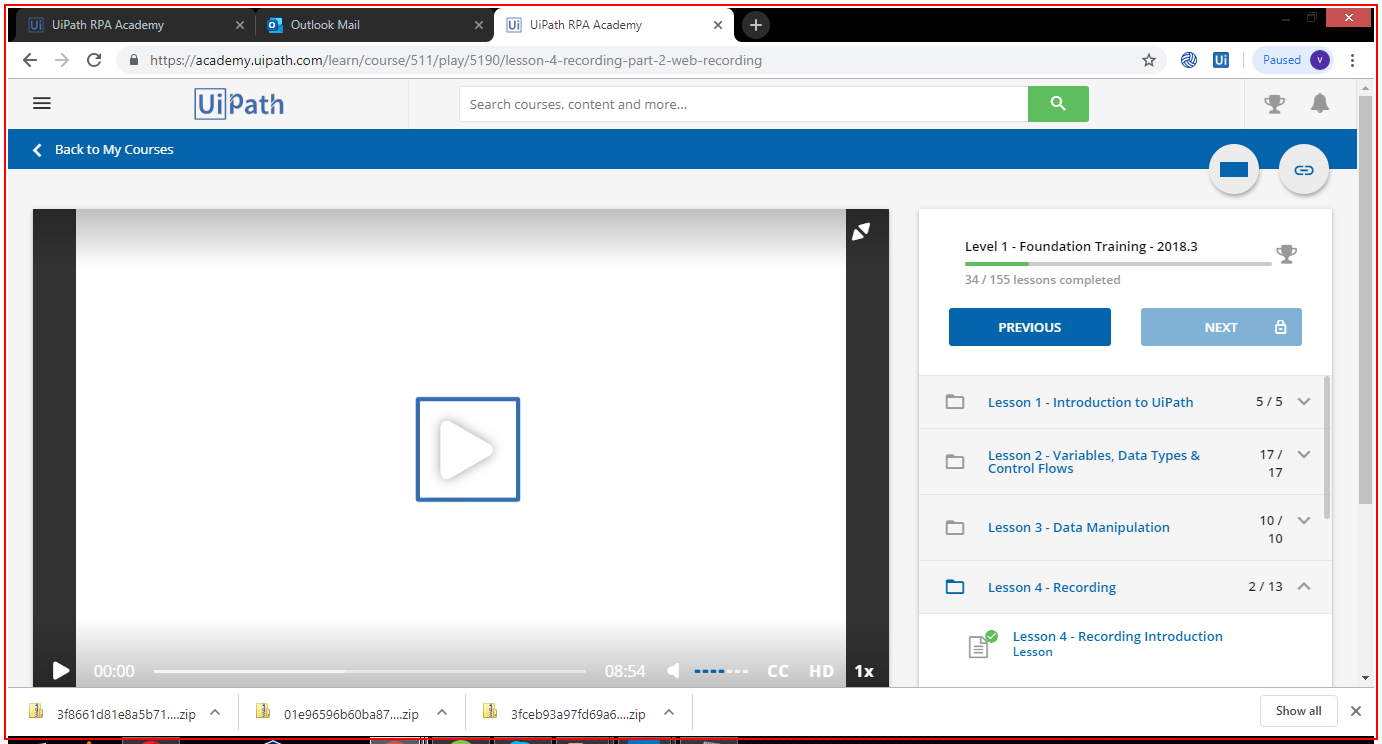 Ui UiPath RPA Academy
Outlook Mail
Ui UiPath RPA Academy
https://academy.uipath.com/learn/course/511/play/5190/lesson-4-recording-part-2-web-recording
Ui
Paused V
UiPath
Search courses, content and more...
Back to My Courses
Level 1 - Foundation Training - 2018.3
34 / 155 lessons completed
PREVIOUS
NEXT
Lesson 1 - Introduction to UiPath 5 / 5
Lesson 2 - Variables, Data Types &
Control Flows
17 /
17
Lesson 3 - Data Manipulation
10 /
10
Lesson 4 - Recording 2 / 13
Lesson 4 - Recording Introduction
Lesson
00:00
08:54
CC
HD
1x
3f8661d81e8a5b71....zip
01e96596b60ba87....zip
3fceb93a97fd69a6....zip
Show all